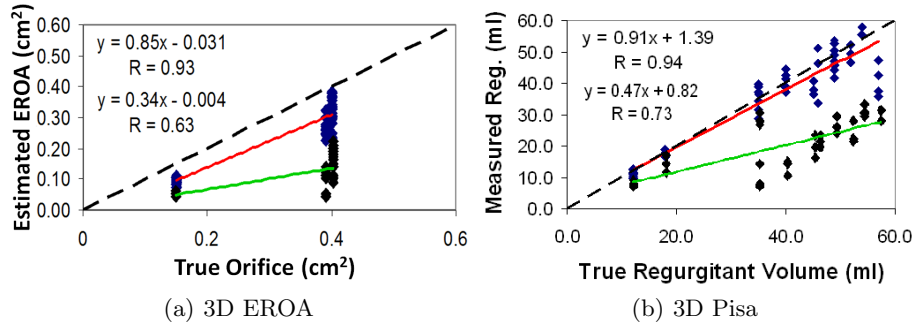 Estimated EROA (cm²)
0.60
0.50
0.40
0.30
0.20
0.10
0.00
y = 0.85x - 0.031
R = 0.93
y = 0.34x - 0.004
R = 0.63
0
0.2
0.4
0.6
True Orifice (cm²)
(a) 3D EROA
Measured Reg. (ml)
60.0
50.0
40.0
30.0
20.0
10.0
0.0
y = 0.91x + 1.39
R = 0.94
y = 0.47x + 0.82
R = 0.73
0.0
20.0
40.0
60.0
True Regurgitant Volume (ml)
(b) 3D Pisa